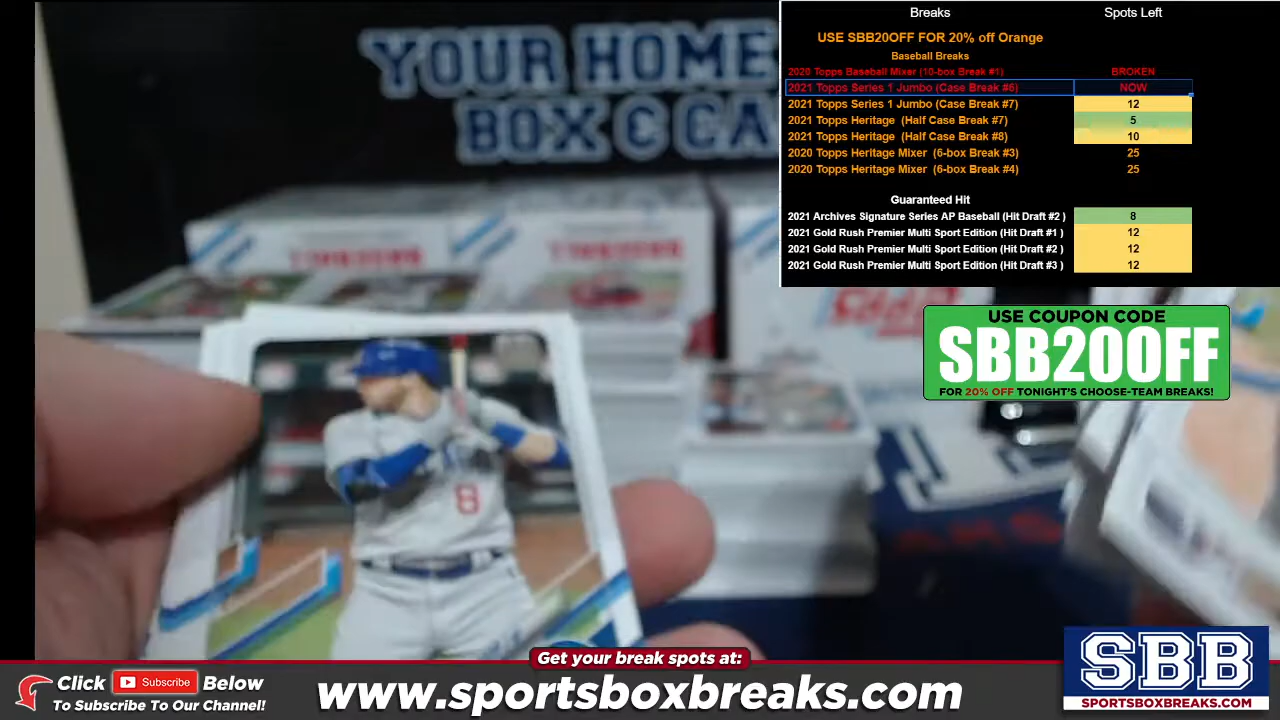 YOUR HOME
BOX & CA
Breaks Spots Left
USE SBB20OFF FOR 20% off Orange
Baseball Breaks
2020 Topps Baseball Mixer (10-box Break #1) BROKEN
2021 Topps Series 1 Jumbo (Case Break #6) NOW
2021 Topps Series 1 Jumbo (Case Break #7) 12
2021 Topps Heritage (Half Case Break #7) 5
2021 Topps Heritage (Half Case Break #8) 10
2020 Topps Heritage Mixer (6-box Break #3) 25
2020 Topps Heritage Mixer (6-box Break #4) 25
Guaranteed Hit
2021 Archives Signature Series AP Baseball (Hit Draft #2 ) 8
2021 Gold Rush Premier Multi Sport Edition (Hit Draft #1 ) 12
2021 Gold Rush Premier Multi Sport Edition (Hit Draft #2 ) 12
2021 Gold Rush Premier Multi Sport Edition (Hit Draft #3 ) 12
USE COUPON CODE
SBB20OFF
FOR 20% OFF TONIGHT'S CHOOSE-TEAM BREAKS!
8
Get your break spots at:
Click Subscribe Below
To Subscribe To Our Channel!
www.sportsboxbreaks.com
SBB
SPORTSBOXBREAKS.COM